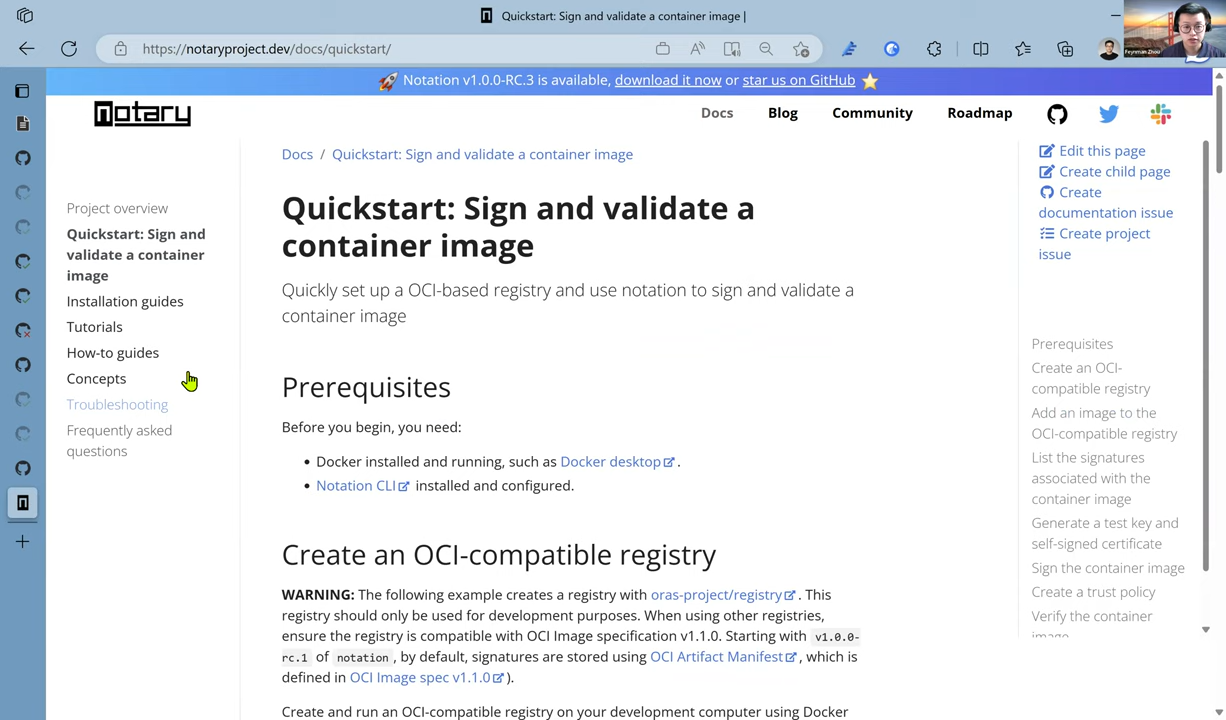 Quickstart: Sign and validate a container image |
https://notaryproject.dev/docs/quickstart/
Feynman Zhou
🚀 Notation v1.0.0-RC.3 is available, download it now or star us on GitHub ⭐
notary
Docs
Blog
Community
Roadmap
Docs / Quickstart: Sign and validate a container image
Project overview
Quickstart: Sign and
validate a container
image
Installation guides
Tutorials
How-to guides
Concepts
Troubleshooting
Frequently asked
questions
Quickstart: Sign and validate a
container image
Quickly set up a OCI-based registry and use notation to sign and validate a
container image
Prerequisites
Before you begin, you need:
• Docker installed and running, such as Docker desktop .
• Notation CLI installed and configured.
Create an OCI-compatible registry
WARNING: The following example creates a registry with oras-project/registry . This
registry should only be used for development purposes. When using other registries,
ensure the registry is compatible with OCI Image specification v1.1.0. Starting with v1.0.0-
rc.1 of notation , by default, signatures are stored using OCI Artifact Manifest , which is
defined in OCI Image spec v1.1.0 ).
Create and run an OCI-compatible registry on your development computer using Docker
Edit this page
Create child page
Create
documentation issue
Create project
issue
Prerequisites
Create an OCI-
compatible registry
Add an image to the
OCI-compatible registry
List the signatures
associated with the
container image
Generate a test key and
self-signed certificate
Sign the container image
Create a trust policy
Verify the container
image